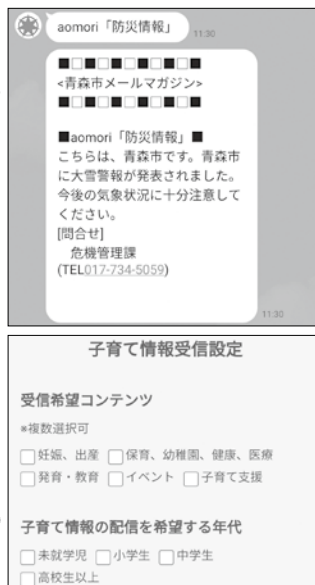 aomori「防災情報」
11:30
■□■□■□■□■□■
<青森市メールマガジン>
■□■□■□■□■□■
■aomori「防災情報」■
こちらは、青森市です。青森市
に大雪警報が発表されました。
今後の気象状況に十分注意して
ください。
[問合せ]
危機管理課
(TEL017-734-5059)
11:30
子育て情報受信設定
受信希望コンテンツ
※複数選択可
□妊娠、出産 □保育、幼稚園、健康、医療
□発育・教育 □イベント □子育て支援
子育て情報の配信を希望する年代
□未就学児 □小学生 □中学生
□高校生以上